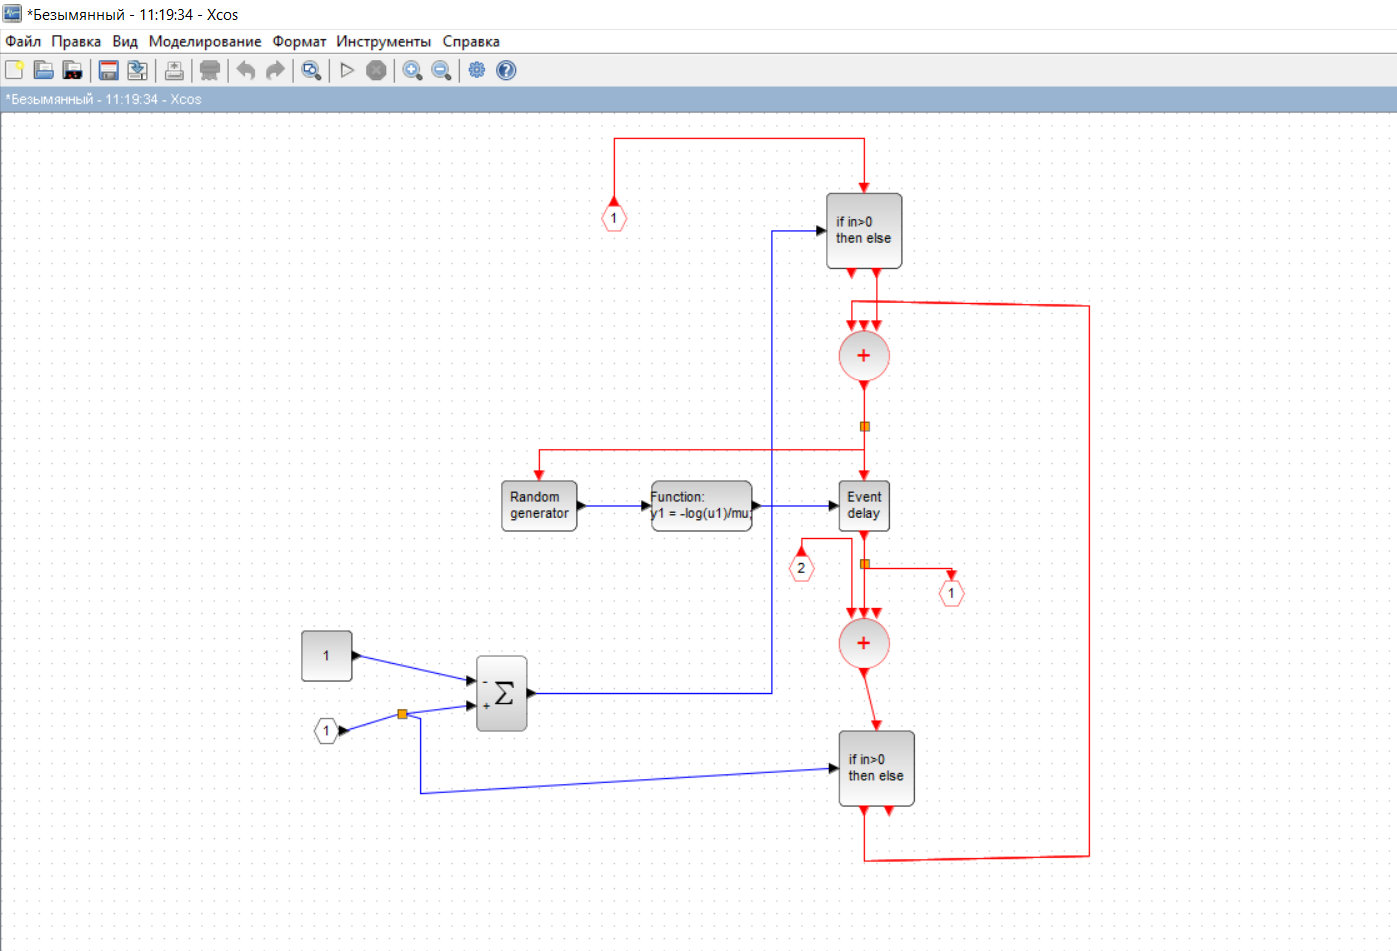 *Безымянный - 11:19:34 - Xcos
Файл Правка Вид Моделирование Формат Инструменты Справка
*Безымянный - 11:19:34 - Xcos
1
if in>0
then else
+
Random
generator
Function:
y1 = -log(u1)/mu;
Event
delay
2
1
+
1
-
+
Σ
1
if in>0
then else